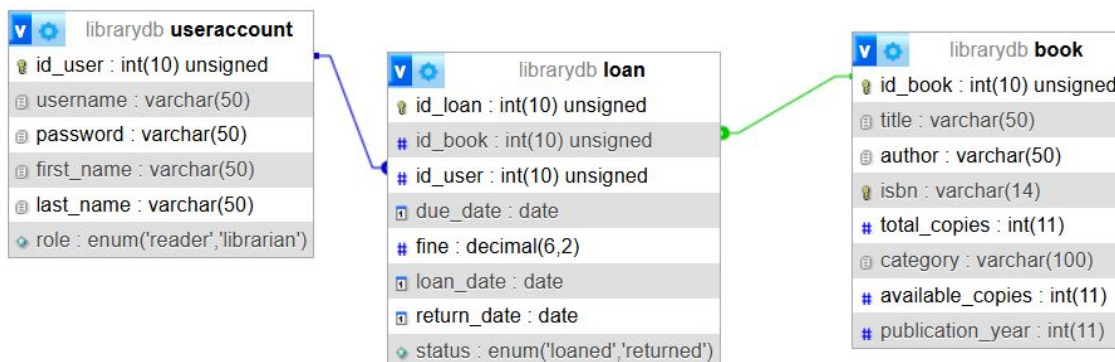 librarydb useraccount
id_user : int(10) unsigned
username : varchar(50)
password : varchar(50)
first_name : varchar(50)
last_name : varchar(50)
role : enum('reader','librarian')
librarydb loan
id_loan : int(10) unsigned
id_book : int(10) unsigned
id_user : int(10) unsigned
due_date : date
fine : decimal(6,2)
loan_date : date
return_date : date
status : enum('loaned','returned')
librarydb book
id_book : int(10) unsigned
title : varchar(50)
author : varchar(50)
isbn : varchar(14)
total_copies : int(11)
category : varchar(100)
available_copies : int(11)
publication_year : int(11)